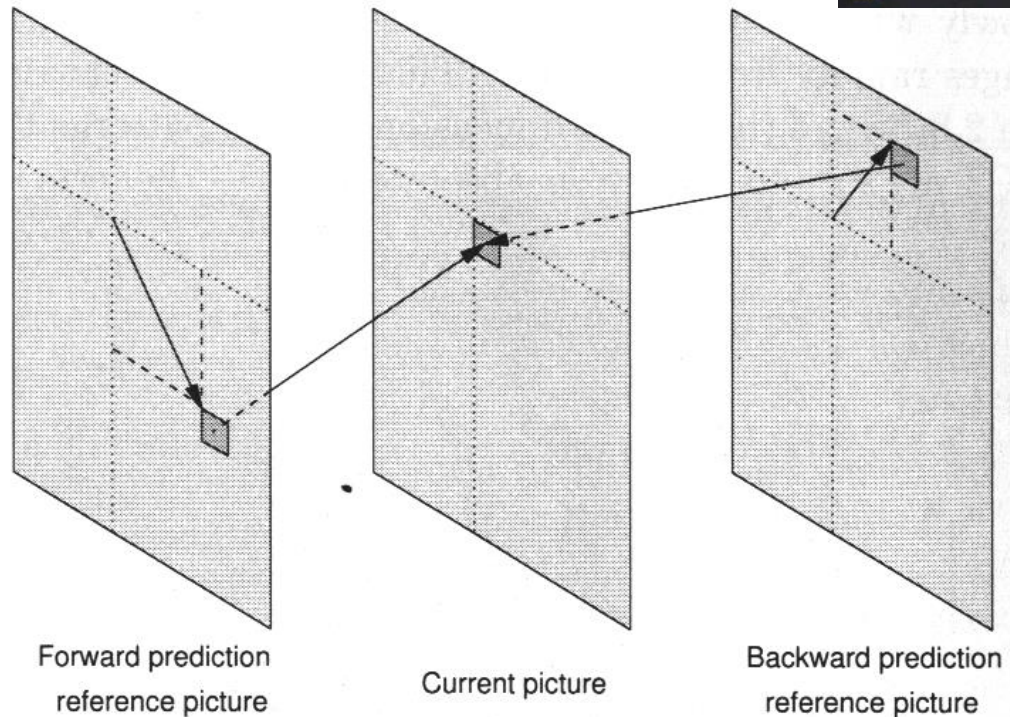 Forward prediction
reference picture
Current picture
Backward prediction
reference picture